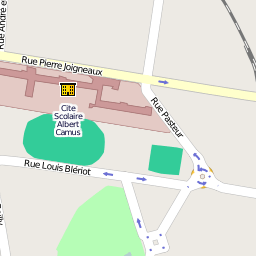 Rue André
Rue Pierre Joigneaux
Cite
Scolaire
Albert
Camus
Rue Pasteur
Rue Louis Blériot